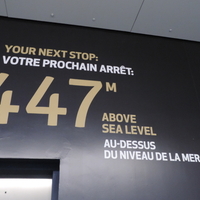 YOUR NEXT STOP:
VOTRE PROCHAIN ARRÊT:
447M
ABOVE
SEA LEVEL
AU-DESSUS
DU NIVEAU DE LA MER